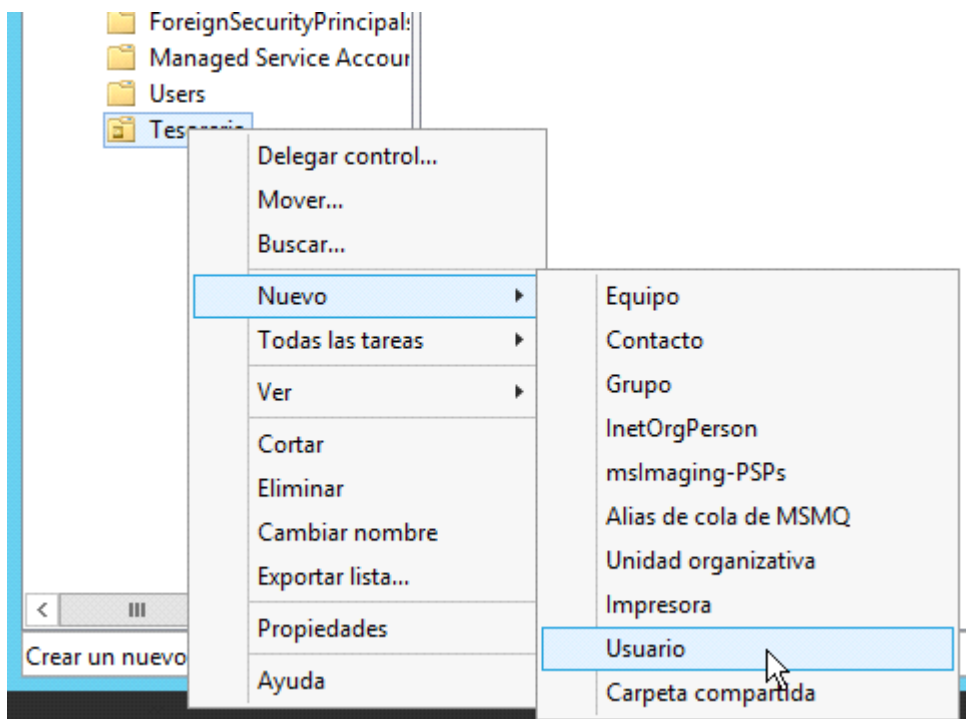 ForeignSecurityPrincipals
Managed Service Accour
Users
Delegar control...
Mover...
Buscar...
Nuevo
Todas las tareas
Ver
Cortar
Eliminar
Cambiar nombre
Exportar lista...
Propiedades
Ayuda
Equipo
Contacto
Grupo
InetOrgPerson
msImaging-PSPs
Alias de cola de MSMQ
Unidad organizativa
Impresora
Usuario
Carpeta compartida
Crear un nuevo